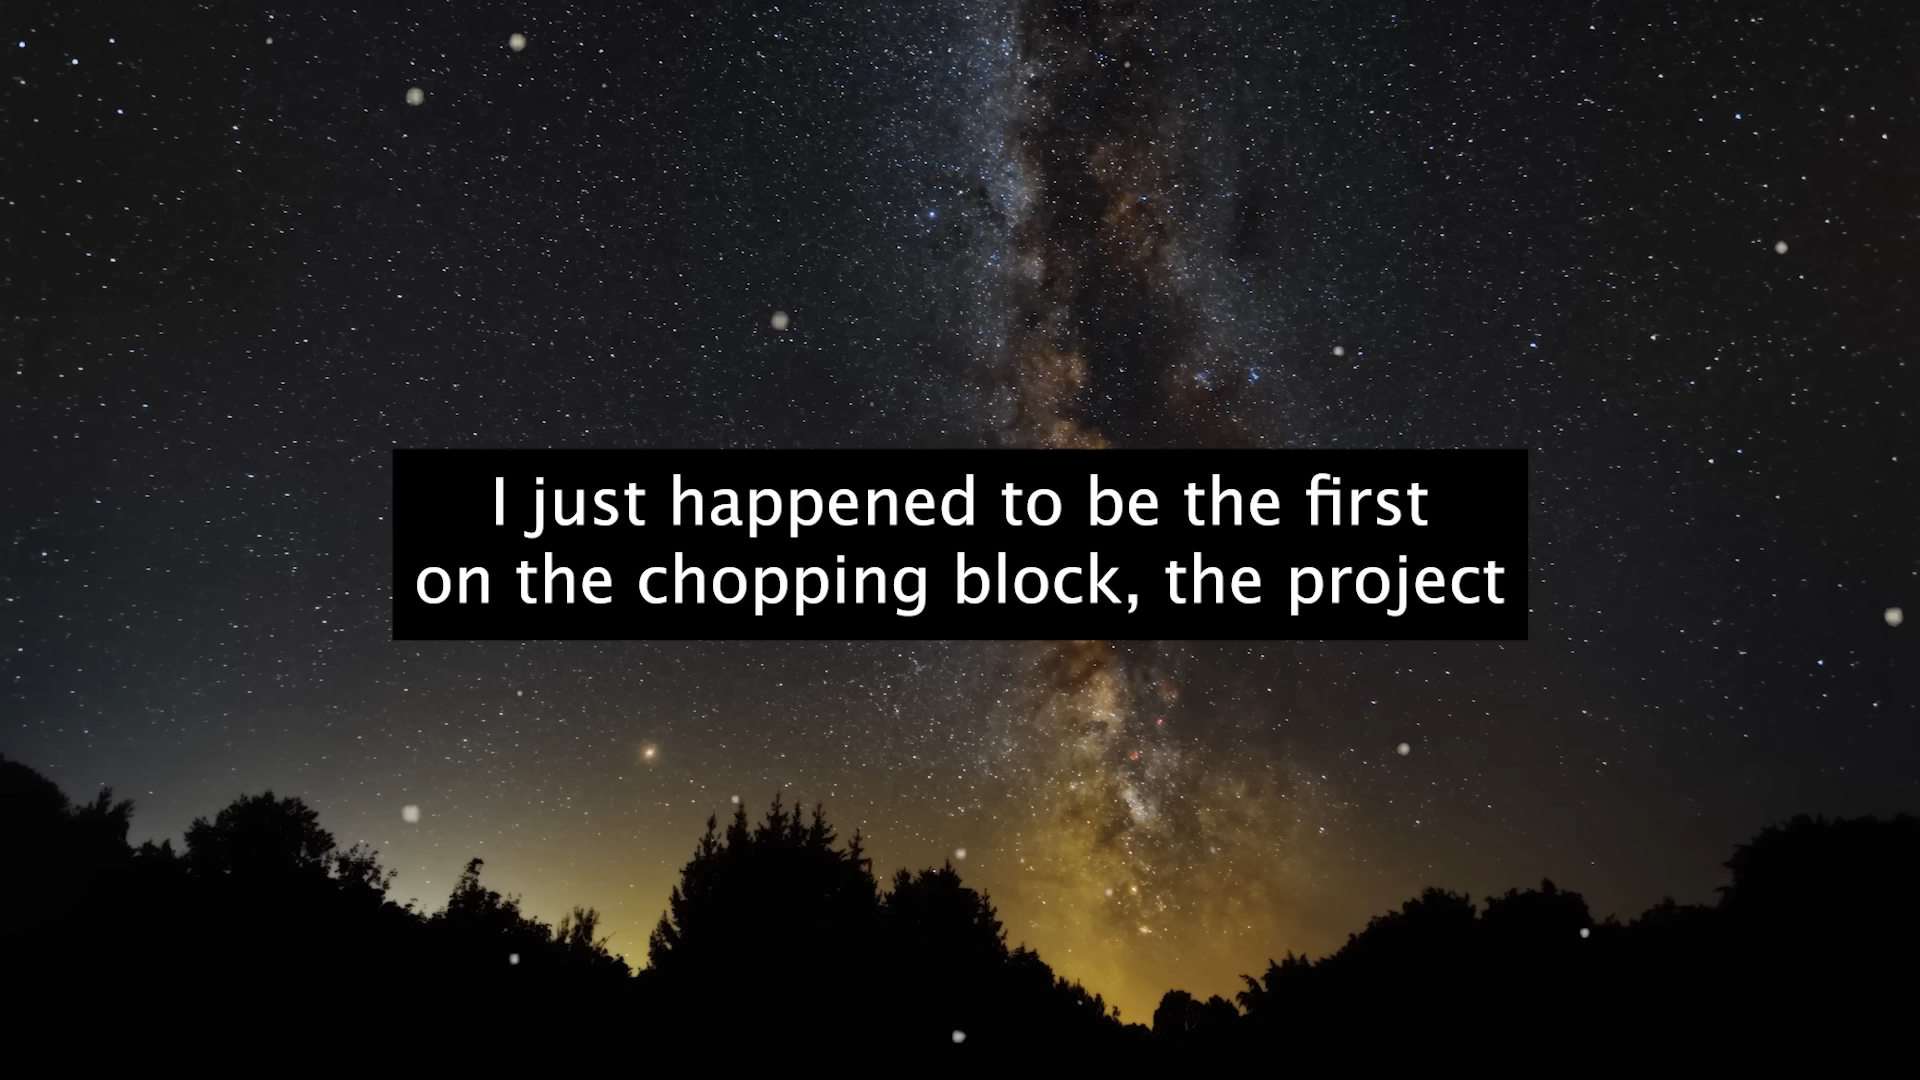 I just happened to be the first
on the chopping block, the project